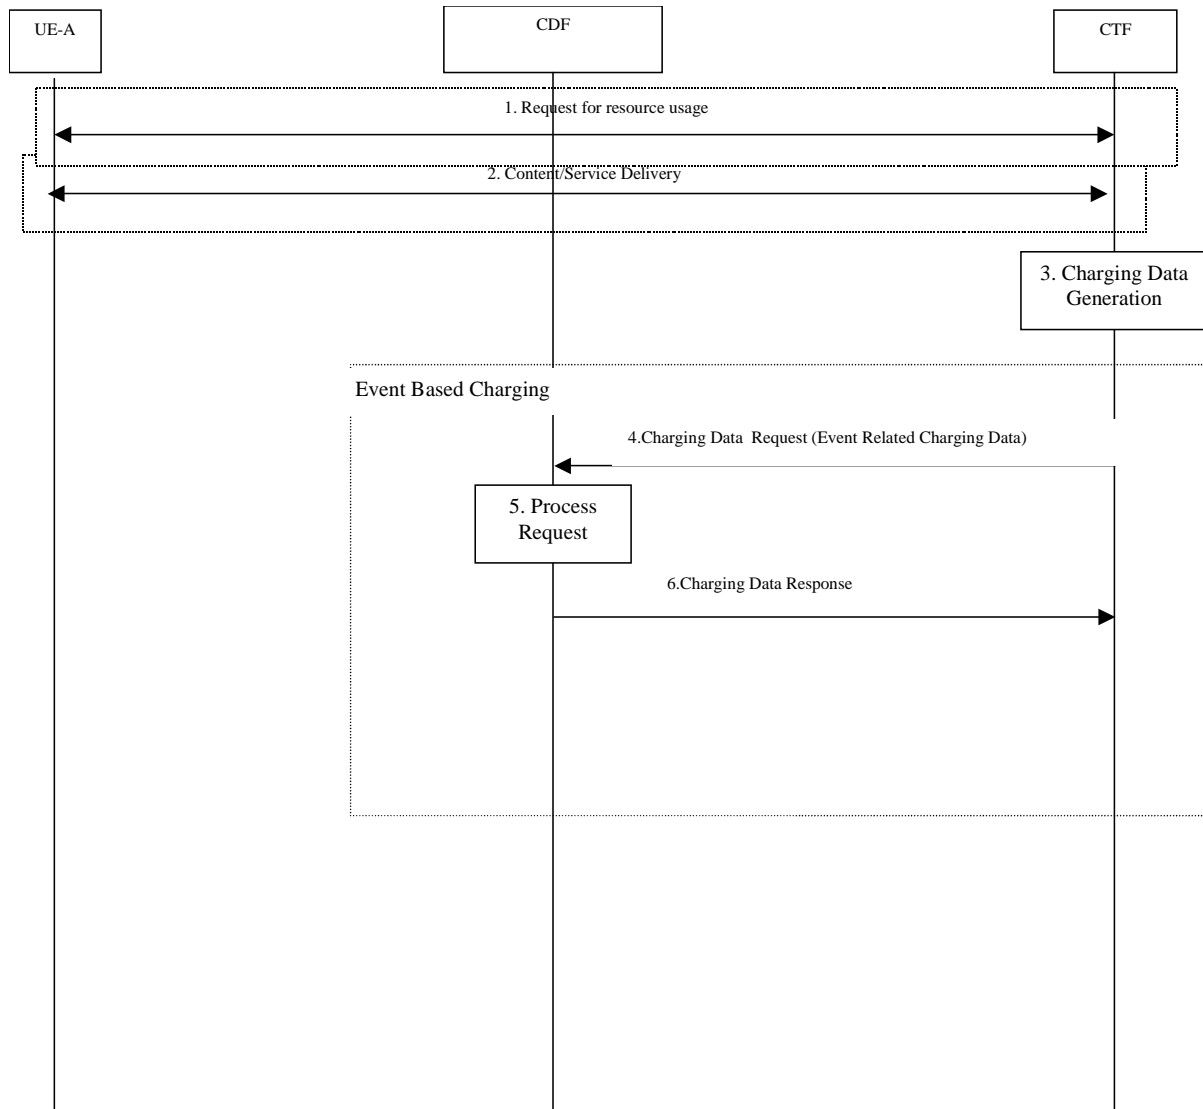 UE-A
CDF
CTF
1. Request for resource usage
2. Content/Service Delivery
3. Charging Data
Generation
Event Based Charging
4.Charging Data  Request (Event Related Charging Data)
5. Process
Request
6.Charging Data Response